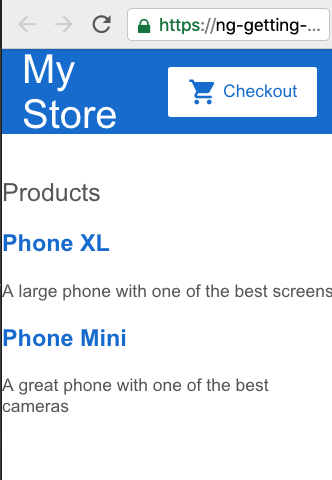 https://ng-getting-...
My
Store
Checkout
Products
Phone XL
A large phone with one of the best screens
Phone Mini
A great phone with one of the best
cameras